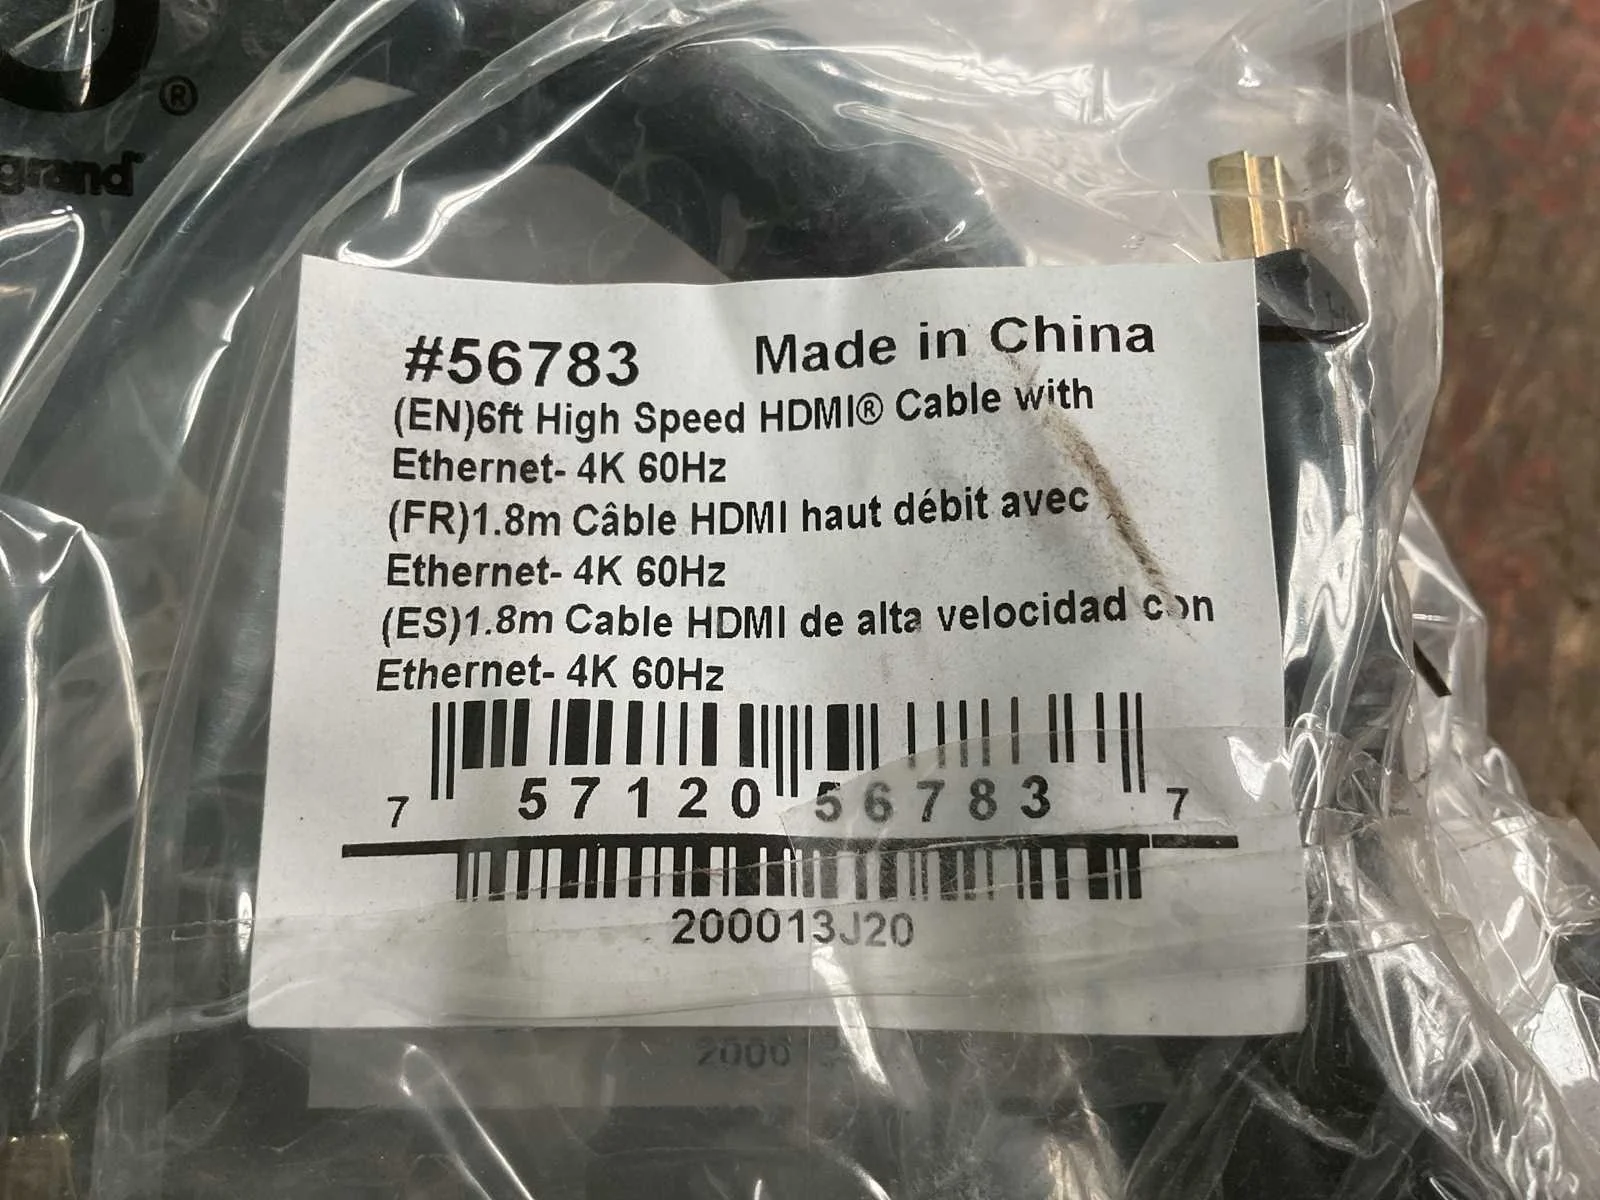 ®
grand
#56783 Made in China
(EN)6ft High Speed HDMI® Cable with
Ethernet- 4K 60Hz
(FR)1.8m Câble HDMI haut débit avec
Ethernet- 4K 60Hz
(ES)1.8m Cable HDMI de alta velocidad con
Ethernet- 4K 60Hz
7 57120 56783 7
200013J20
2000